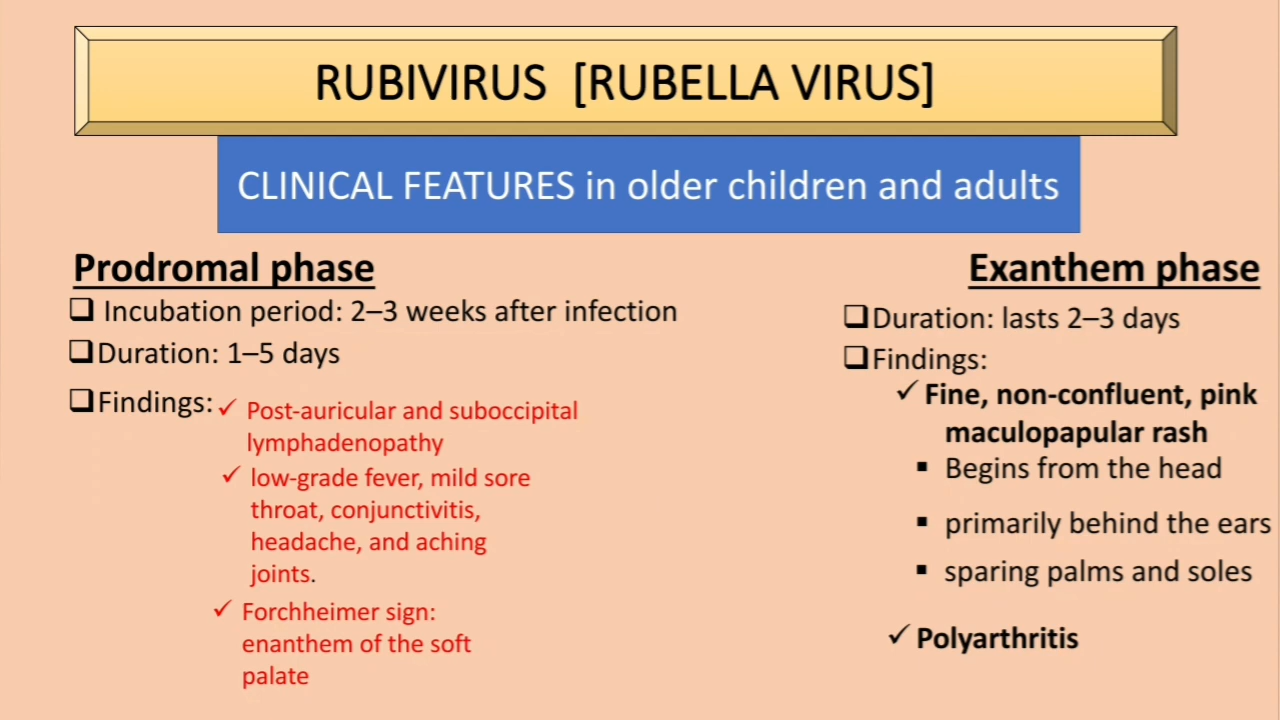 RUBIVIRUS [RUBELLA VIRUS]
CLINICAL FEATURES in older children and adults
Prodromal phase
❑ Incubation period: 2–3 weeks after infection
❑Duration: 1–5 days
❑Findings:
✓ Post-auricular and suboccipital
lymphadenopathy
✓ low-grade fever, mild sore
throat, conjunctivitis,
headache, and aching
joints.
✓ Forchheimer sign:
enanthem of the soft
palate
Exanthem phase
❑Duration: lasts 2–3 days
❑Findings:
✓ Fine, non-confluent, pink
maculopapular rash
▪ Begins from the head
▪ primarily behind the ears
▪ sparing palms and soles
✓ Polyarthritis